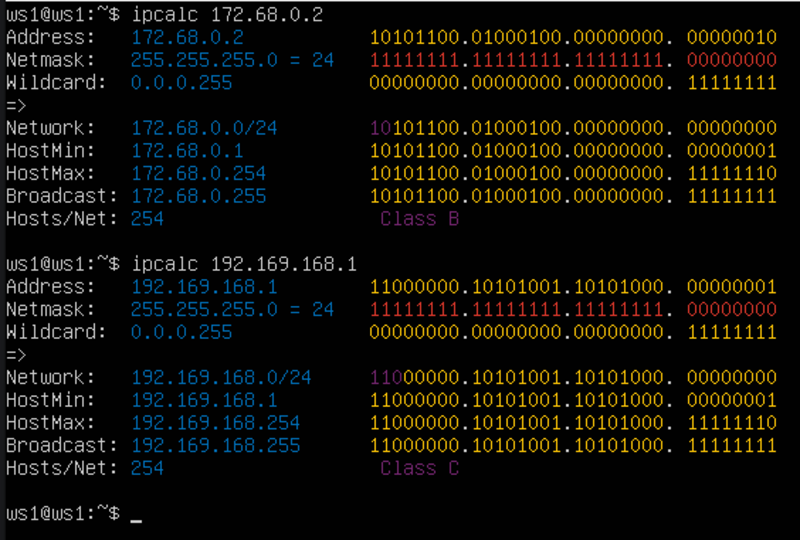 ws1@ws1:~$ ipcalc 172.68.0.2
Address: 172.68.0.2 10101100.01000100.00000000. 00000010
Netmask: 255.255.255.0 = 24 11111111.11111111.11111111. 00000000
Wildcard: 0.0.0.255 00000000.00000000.00000000. 11111111
=>
Network: 172.68.0.0/24 10101100.01000100.00000000. 00000000
HostMin: 172.68.0.1 10101100.01000100.00000000. 00000001
HostMax: 172.68.0.254 10101100.01000100.00000000. 11111110
Broadcast: 172.68.0.255 10101100.01000100.00000000. 11111111
Hosts/Net: 254 Class B
ws1@ws1:~$ ipcalc 192.169.168.1
Address: 192.169.168.1 11000000.10101001.10101000. 00000001
Netmask: 255.255.255.0 = 24 11111111.11111111.11111111. 00000000
Wildcard: 0.0.0.255 00000000.00000000.00000000. 11111111
=>
Network: 192.169.168.0/24 11000000.10101001.10101000. 00000000
HostMin: 192.169.168.1 11000000.10101001.10101000. 00000001
HostMax: 192.169.168.254 11000000.10101001.10101000. 11111110
Broadcast: 192.169.168.255 11000000.10101001.10101000. 11111111
Hosts/Net: 254 Class C
ws1@ws1:~$ _